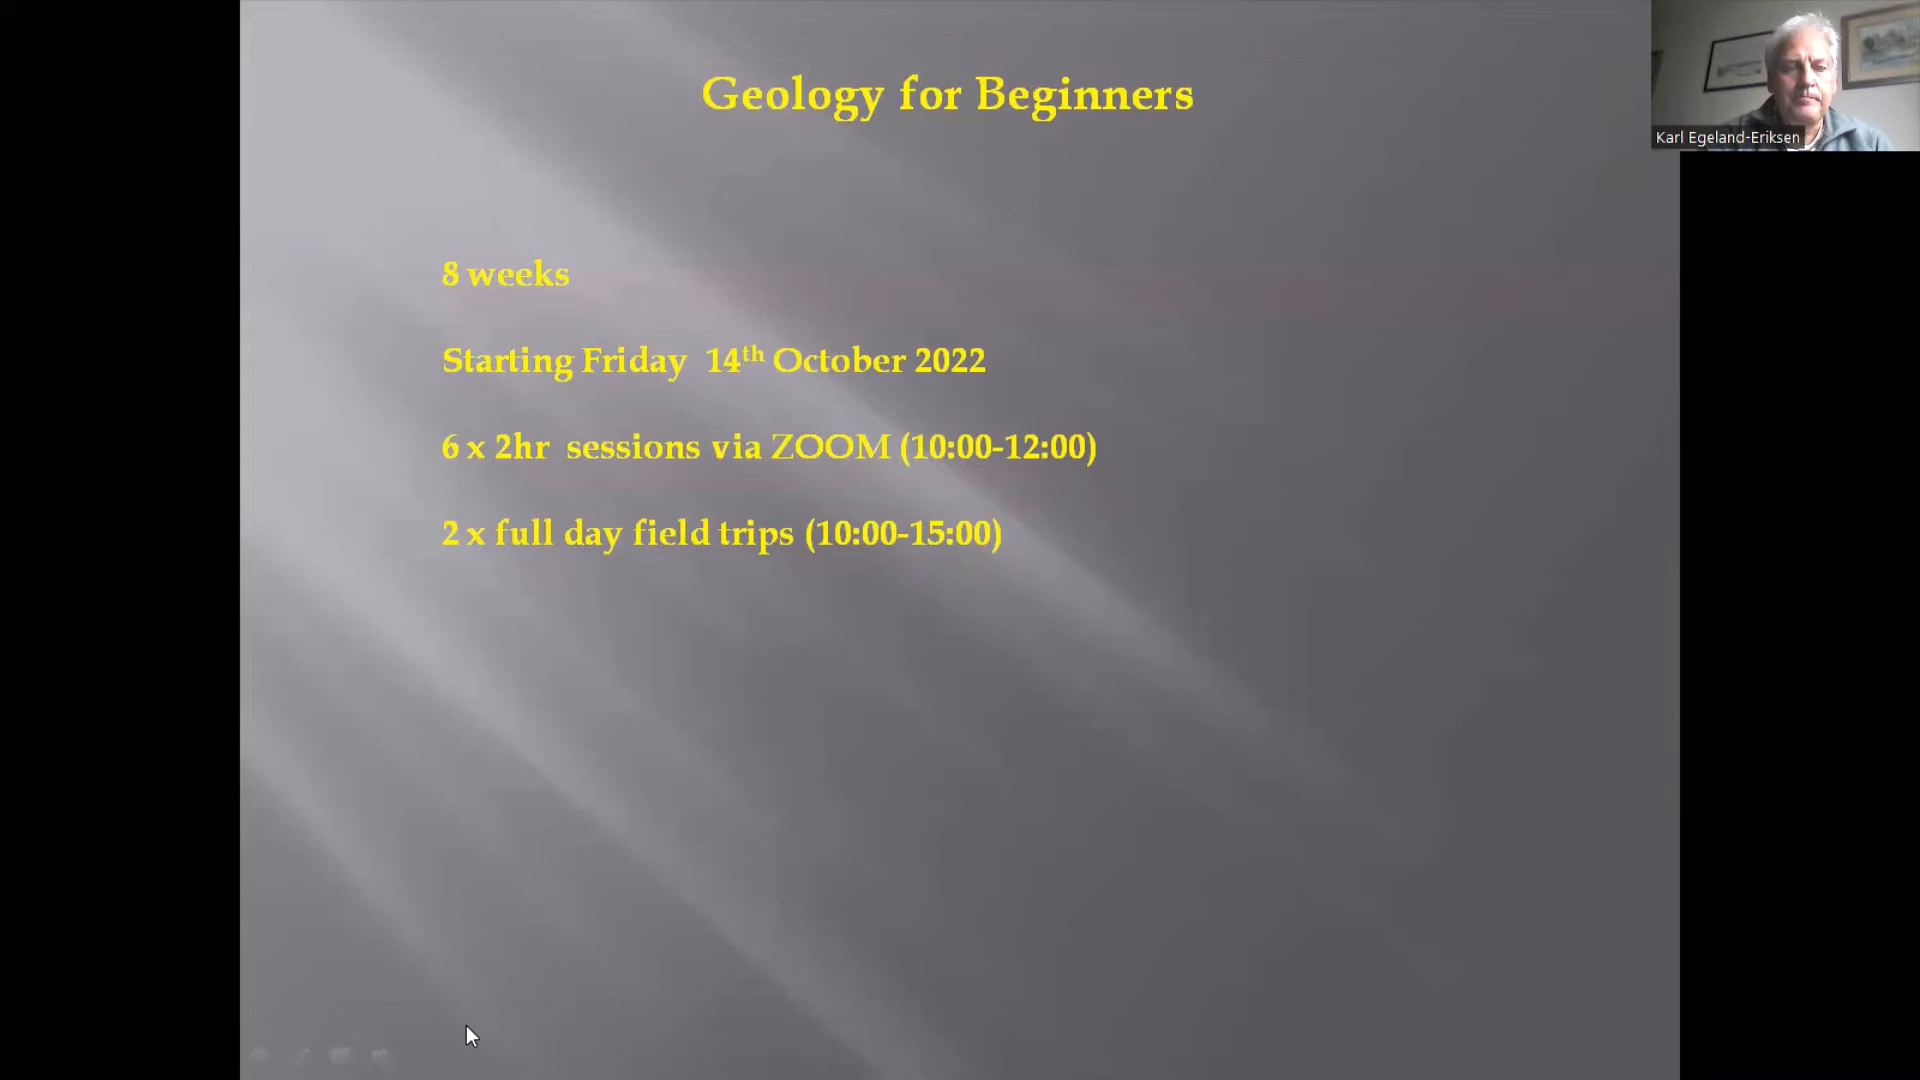 Geology for Beginners
Karl Egeland-Eriksen
8 weeks
Starting Friday 14th October 2022
6 x 2hr sessions via ZOOM (10:00-12:00)
2 x full day field trips (10:00-15:00)